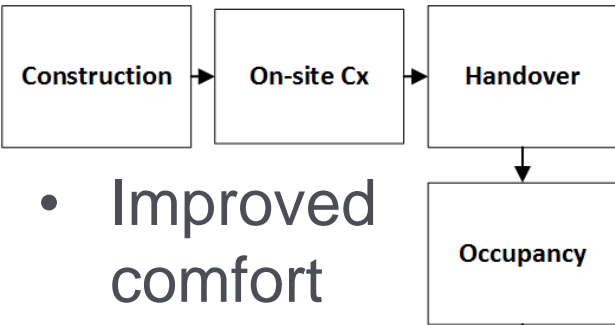 Construction
On-site Cx
Handover
Occupancy
• Improved
comfort